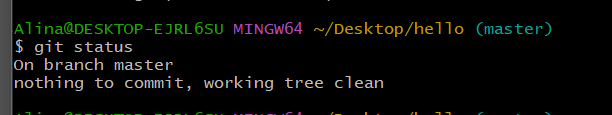 Alina@DESKTOP-EJRL6SU MINGW64 ~/Desktop/hello (master)
$ git status
On branch master
nothing to commit, working tree clean